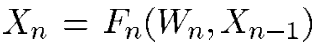 X_n = F_n(W_n, X_{n-1})